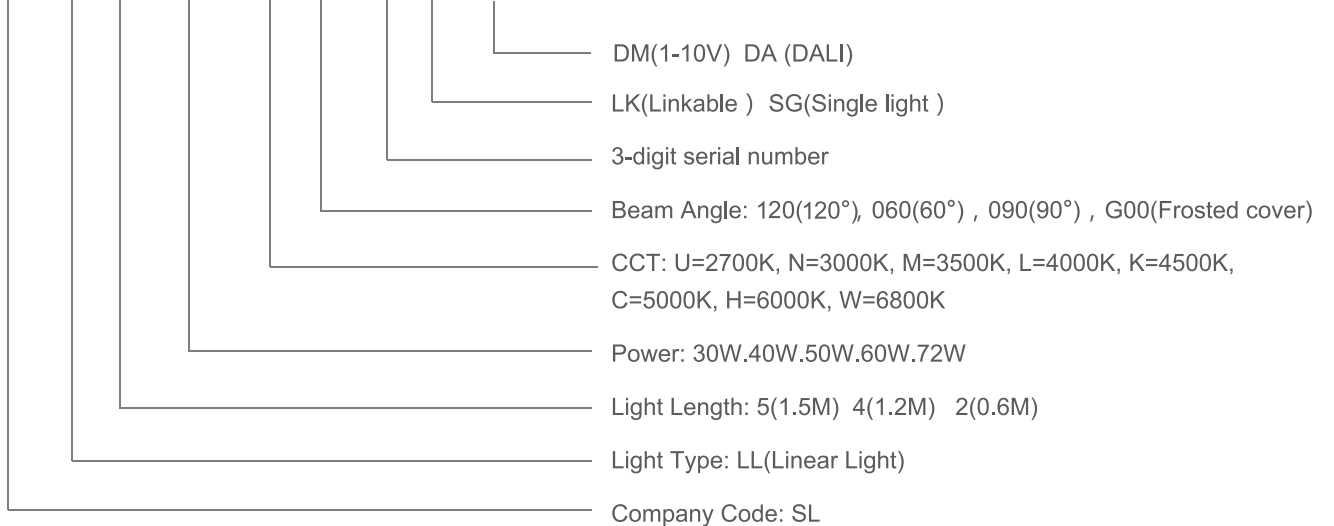 DM(1-10V) DA (DALI)
LK(Linkable ) SG(Single light )
3-digit serial number
Beam Angle: 120(120°), 060(60°) , 090(90°) , G00(Frosted cover)
CCT: U=2700K, N=3000K, M=3500K, L=4000K, K=4500K,
C=5000K, H=6000K, W=6800K
Power: 30W.40W.50W.60W.72W
Light Length: 5(1.5M) 4(1.2M) 2(0.6M)
Light Type: LL(Linear Light)
Company Code: SL